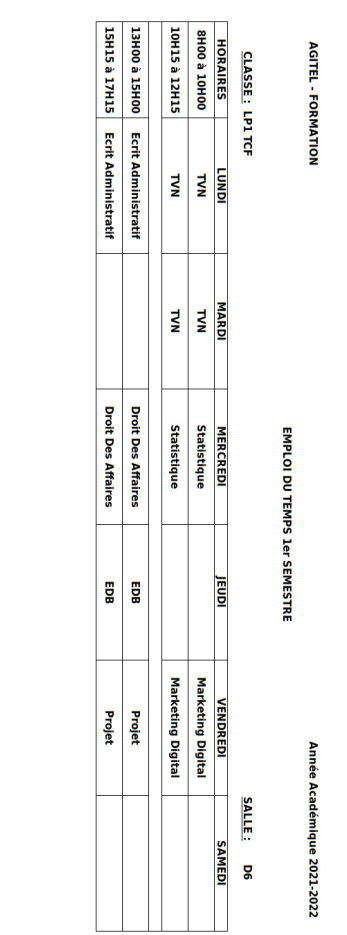 AGITEL - FORMATION Année Académique 2021-2022
EMPLOI DU TEMPS 1er SEMESTRE
CLASSE : LP1 TCF SALLE : D6
HORAIRES LUNDI MARDI MERCREDI JEUDI VENDREDI SAMEDI
8H00 à 10H00 TVN TVN Statistique Marketing Digital
10H15 à 12H15 TVN TVN Statistique Marketing Digital
13H00 à 15H00 Ecrit Administratif Droit Des Affaires EDB Projet
15H15 à 17H15 Ecrit Administratif Droit Des Affaires EDB Projet